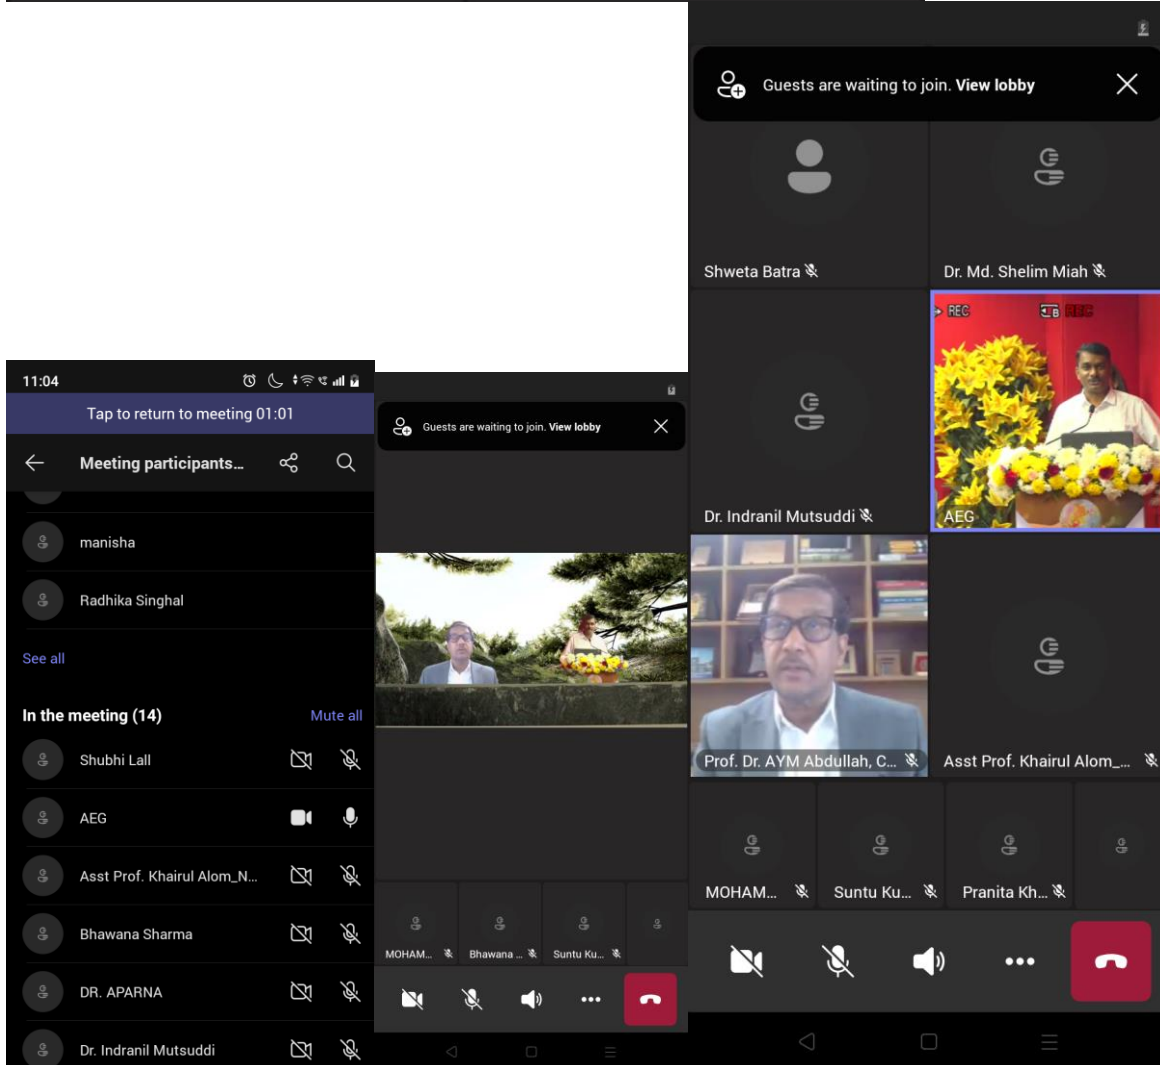 11:04
Tap to return to meeting 01:01
Meeting participants...
manisha
Radhika Singhal
See all
In the meeting (14) Mute all
Shubhi Lall
AEG
Asst Prof. Khairul Alom_N...
Bhawana Sharma
DR. APARNA
Dr. Indranil Mutsuddi
Guests are waiting to join. View lobby
MOHAM... Bhawana ... Suntu Ku...
Guests are waiting to join. View lobby
Shweta Batra Dr. Md. Shelim Miah
REC B REC
Dr. Indranil Mutsuddi AEG
Prof. Dr. AYM Abdullah, C... Asst Prof. Khairul Alom_...
MOHAM... Suntu Ku... Pranita Kh...